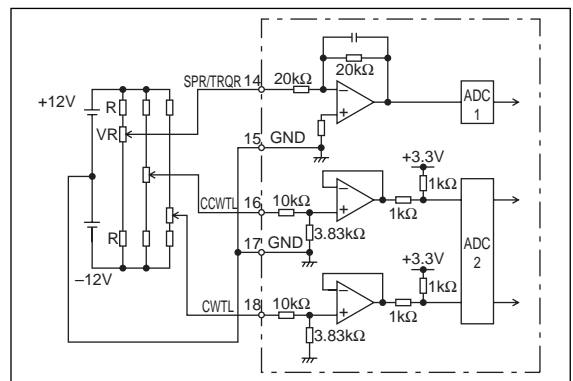 SPR/TRQR 14
20kΩ
20kΩ
ADC
1
+12V
R
VR
15
GND
+3.3V
1kΩ
CCWTL
16
10kΩ
1kΩ
3.83kΩ
R
17
GND
ADC
2
+3.3V
–12V
1kΩ
CWTL
18
10kΩ
1kΩ
3.83kΩ